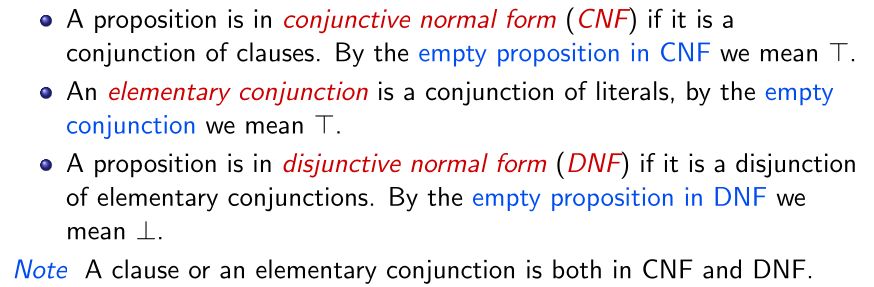 A proposition is in conjunctive normal form (CNF) if it is a
conjunction of clauses. By the empty proposition in CNF we mean ⊤.
An elementary conjunction is a conjunction of literals, by the empty
conjunction we mean ⊤.
A proposition is in disjunctive normal form (DNF) if it is a disjunction
of elementary conjunctions. By the empty proposition in DNF we
mean ⊥.
Note A clause or an elementary conjunction is both in CNF and DNF.